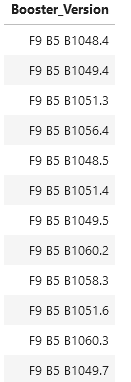 Booster_Version
F9 B5 B1048.4
F9 B5 B1049.4
F9 B5 B1051.3
F9 B5 B1056.4
F9 B5 B1048.5
F9 B5 B1051.4
F9 B5 B1049.5
F9 B5 B1060.2
F9 B5 B1058.3
F9 B5 B1051.6
F9 B5 B1060.3
F9 B5 B1049.7